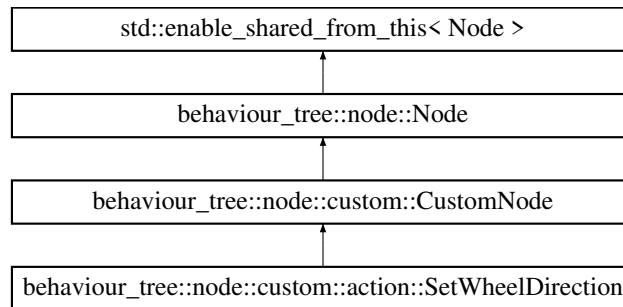 std::enable_shared_from_this< Node >
behaviour_tree::node::Node
behaviour_tree::node::custom::CustomNode
behaviour_tree::node::custom::action::SetWheelDirection